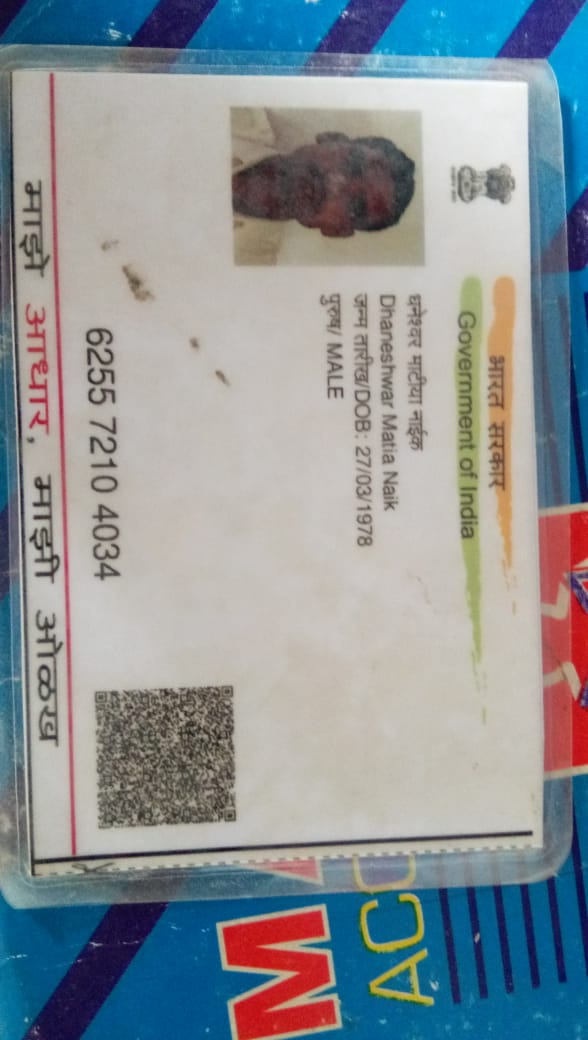 भारत सरकार
Government of India
धनेश्वर माटीया नाईक
Dhaneshwar Matia Naik
जन्म तारीख/DOB: 27/03/1978
पुरुष/ MALE
6255 7210 4034
माझे आधार, माझी ओळख
M
ACC